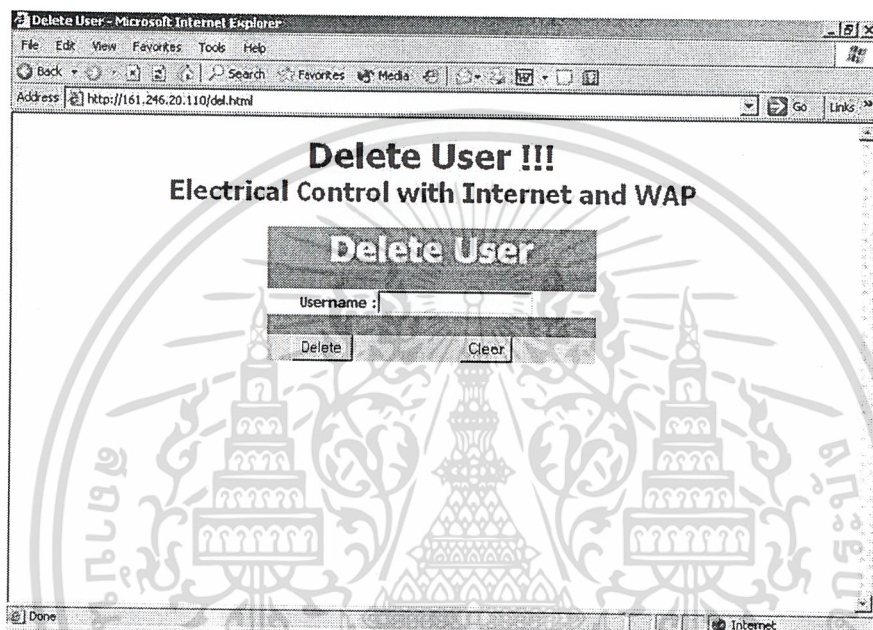 Delete User - Microsoft Internet Explorer
File Edit View Favorites Tools Help
Back Search Favorites Media
Address http://161.246.20.110/del.html Go Links »
Delete User !!!
Electrical Control with Internet and WAP
Delete User
Username :
Delete Clear
Done Internet